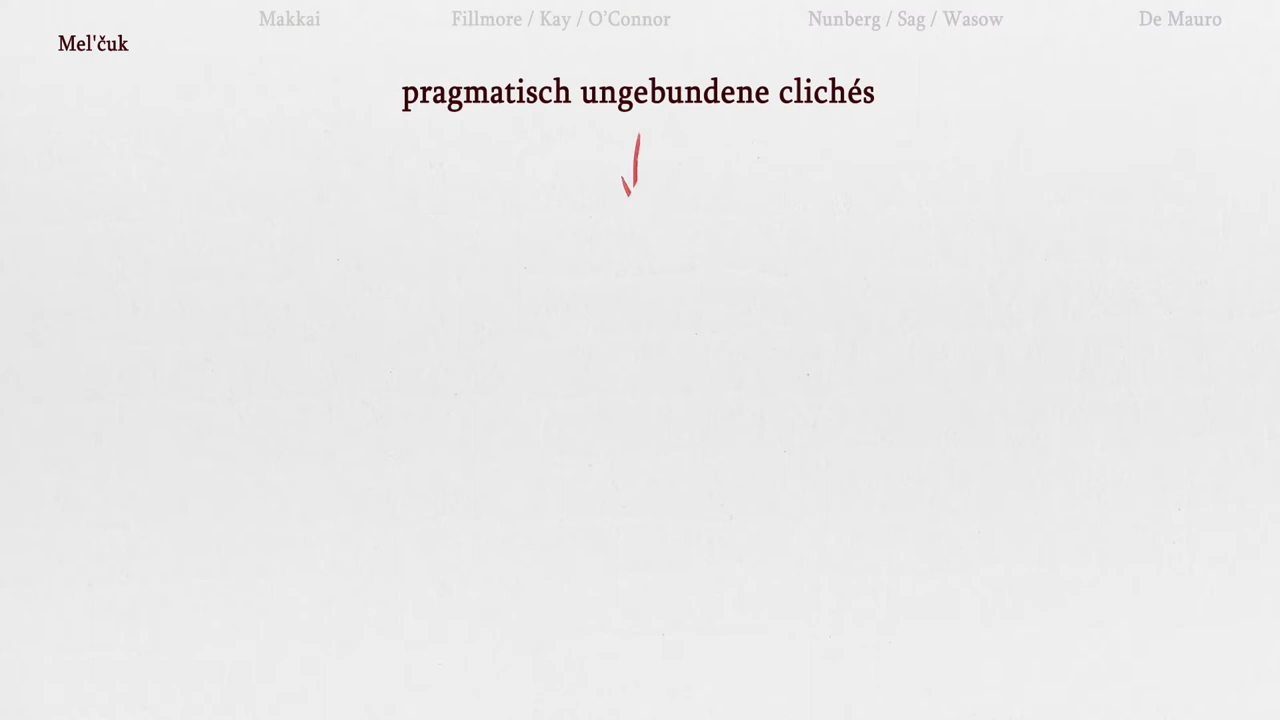 Makkai Fillmore / Kay / O’Connor Nunberg / Sag / Wasow De Mauro
Mel'čuk
pragmatisch ungebundene clichés